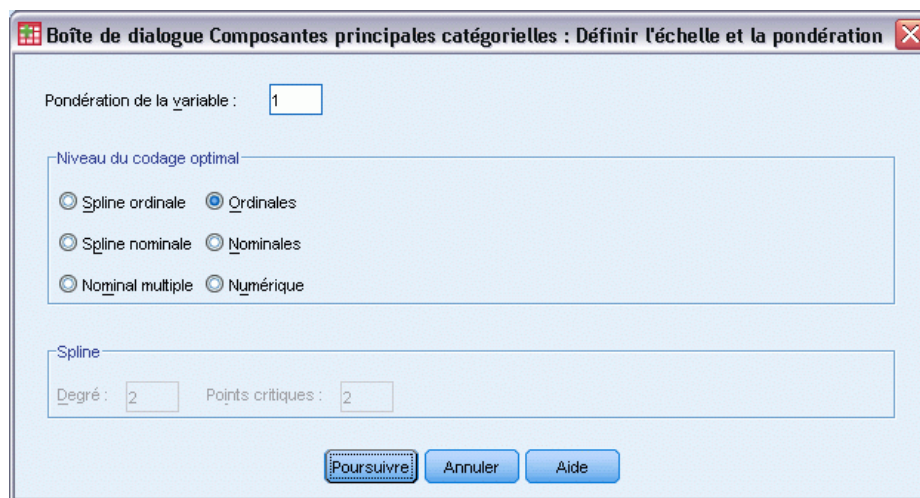 Boîte de dialogue Composantes principales catégorielles : Définir l'échelle et la pondération
Pondération de la variable : 1
Niveau du codage optimal
Spline ordinale Ordinales
Spline nominale Nominales
Nominal multiple Numérique
Spline
Degré : 2 Points critiques : 2
Poursuivre Annuler Aide